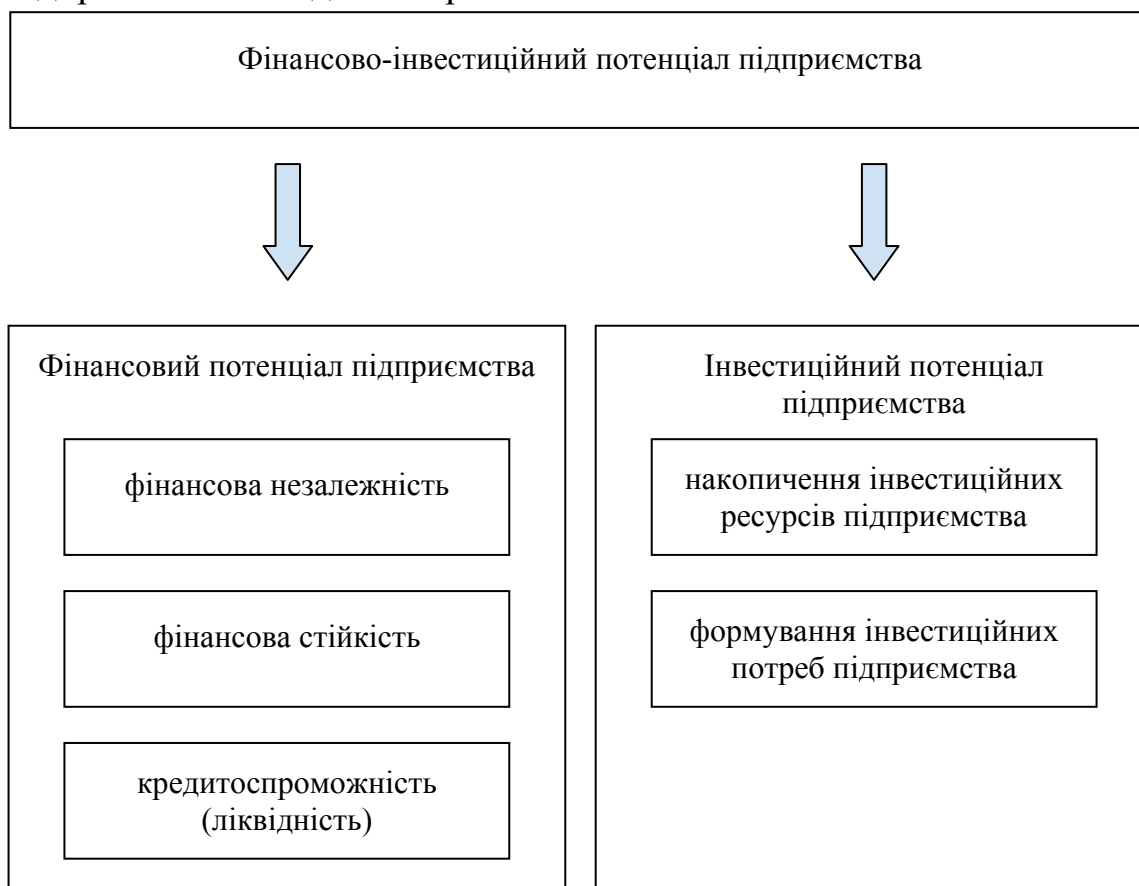 Фінансово-інвестиційний потенціал підприємства
Фінансовий потенціал підприємства
фінансова незалежність
фінансова стійкість
кредитоспроможність
(ліквідність)
Інвестиційний потенціал
підприємства
накопичення інвестиційних
ресурсів підприємства
формування інвестиційних
потреб підприємства